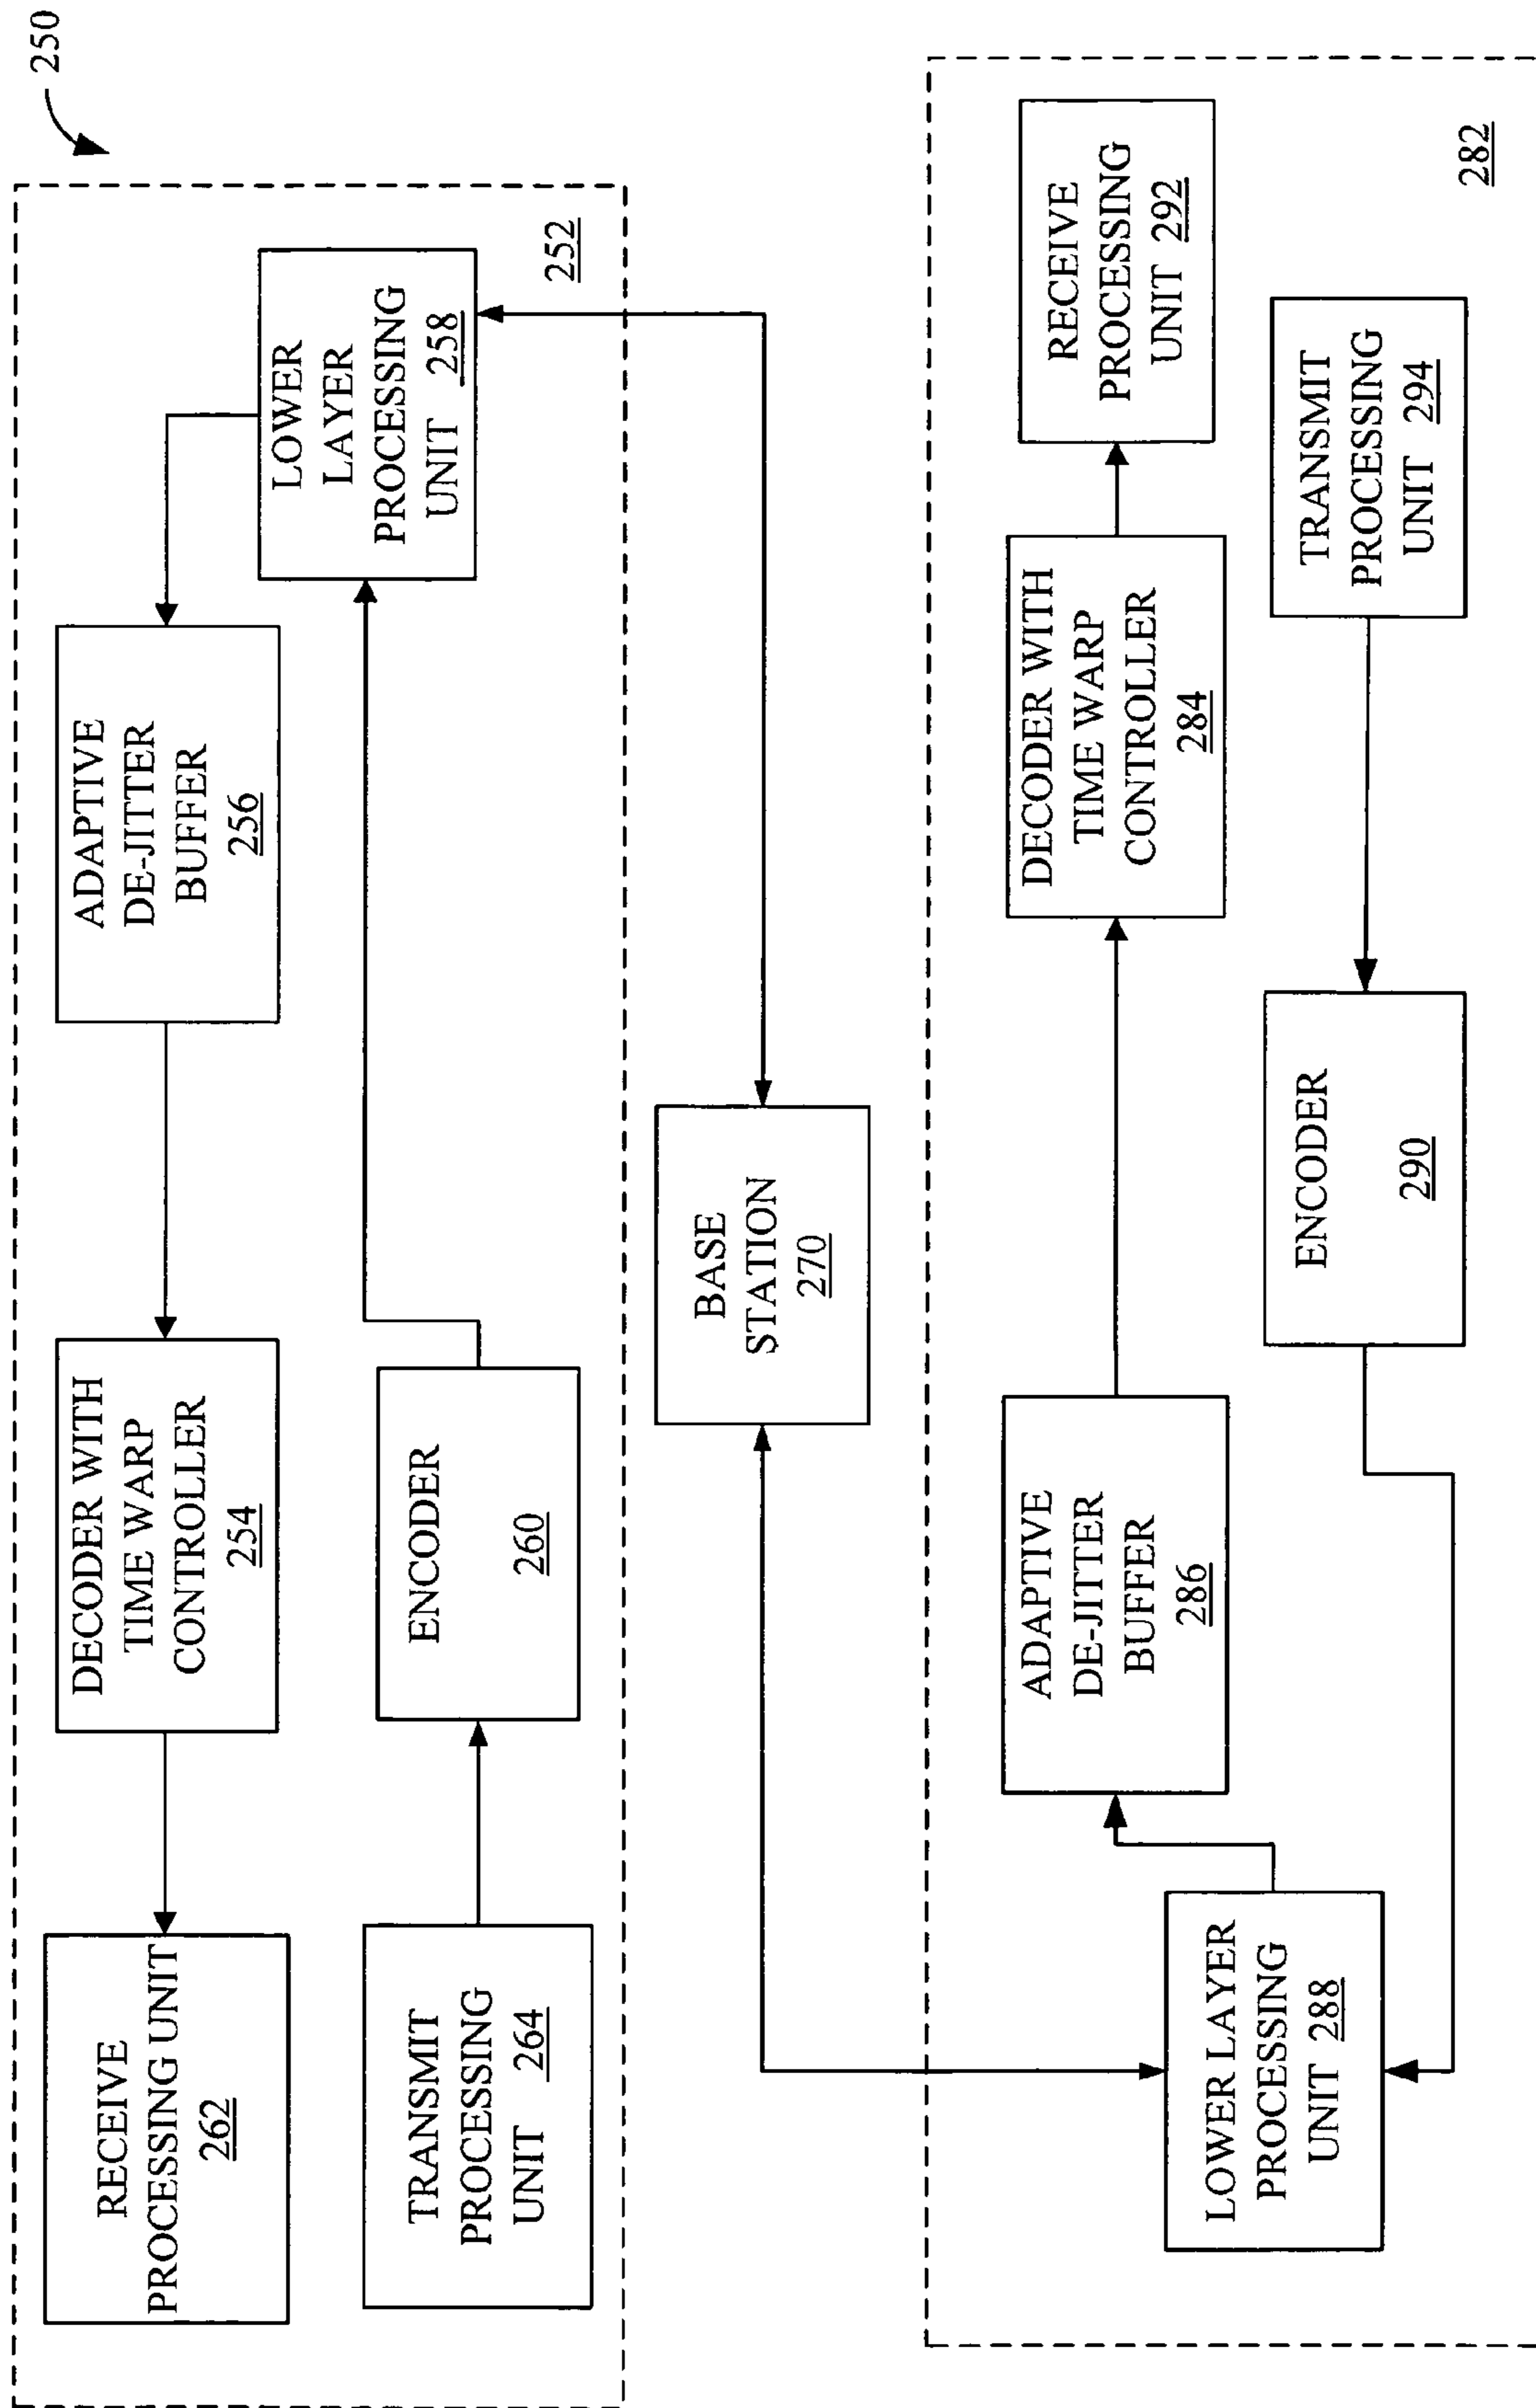 250
RECEIVE
PROCESSING UNIT
262
DECODER WITH
TIME WARP
CONTROLLER
254
ADAPTIVE
DE-JITTER
BUFFER
256
LOWER
LAYER
PROCESSING
UNIT 258
TRANSMIT
PROCESSING
UNIT 264
ENCODER
260
252
BASE
STATION
270
LOWER LAYER
PROCESSING
UNIT 288
ADAPTIVE
DE-JITTER
BUFFER
286
DECODER WITH
TIME WARP
CONTROLLER
284
RECEIVE
PROCESSING
UNIT 292
ENCODER
290
TRANSMIT
PROCESSING
UNIT 294
282